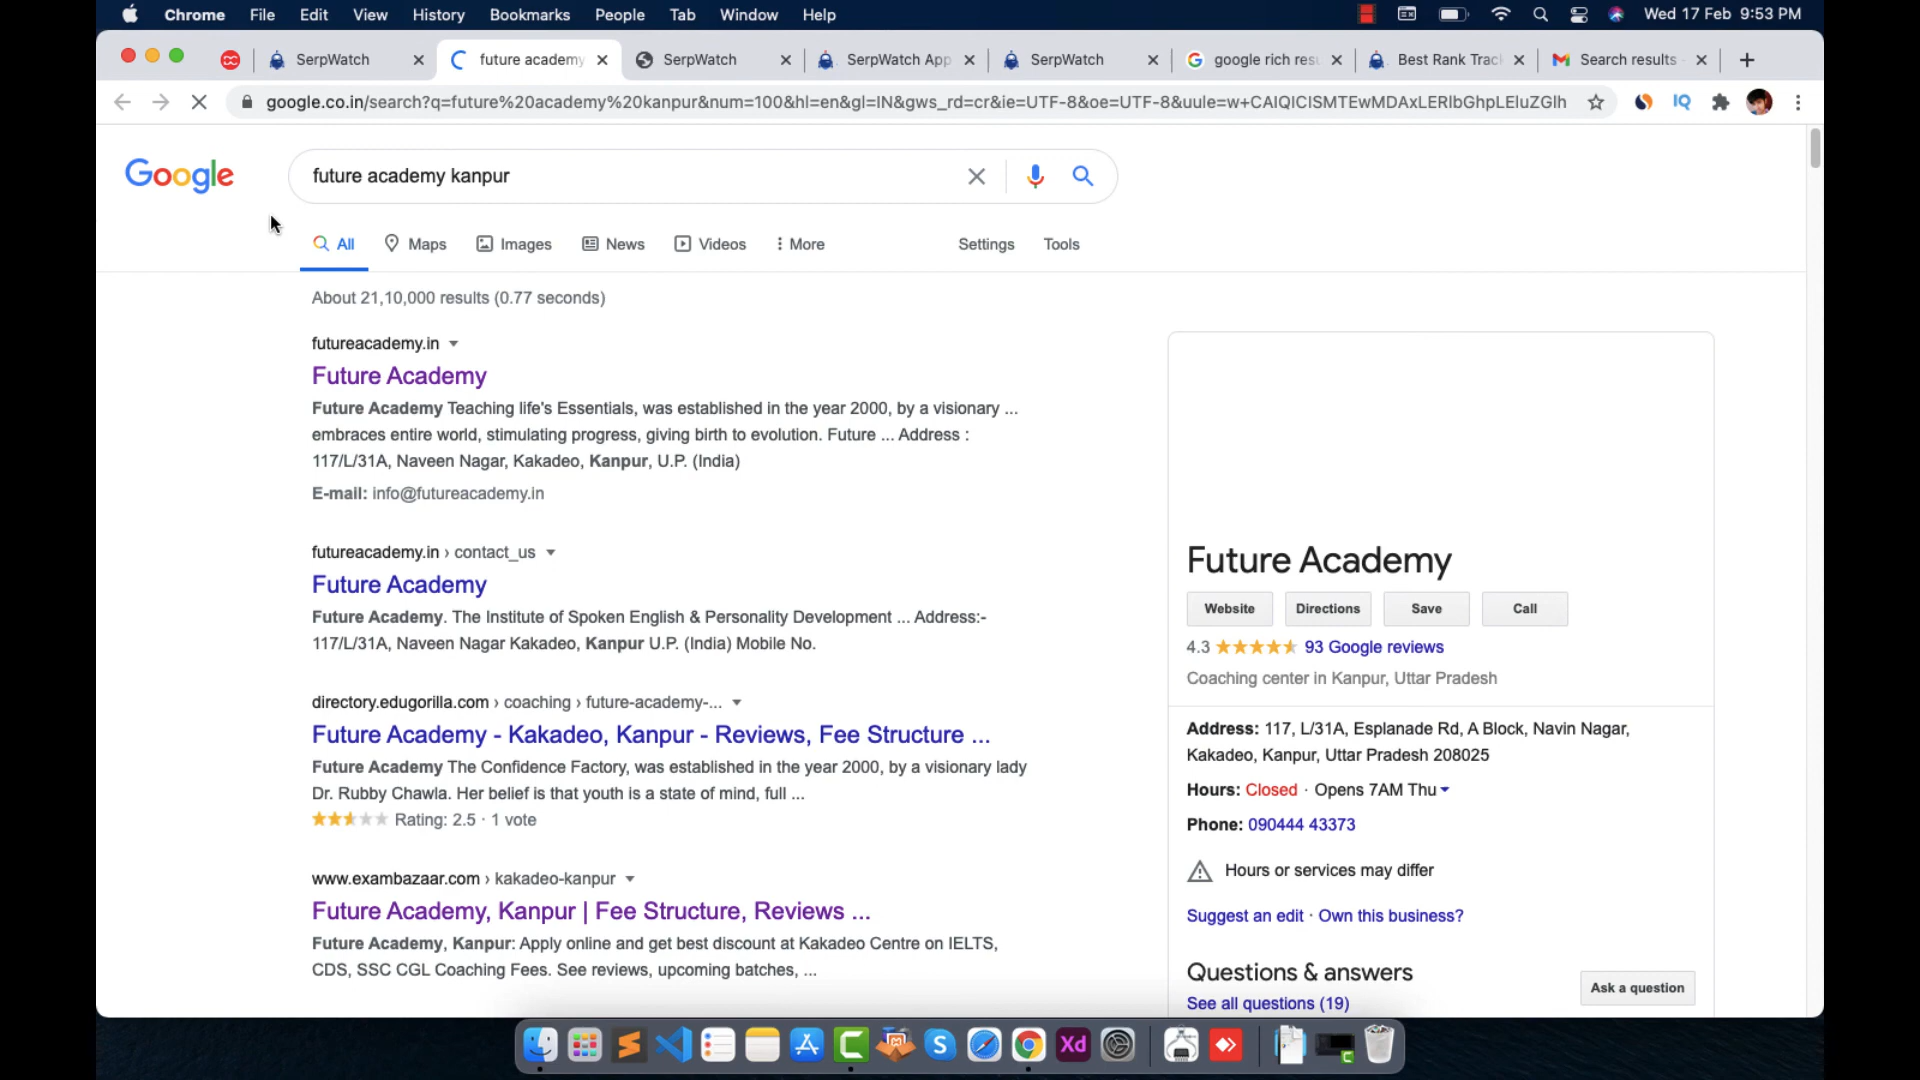 Chrome File Edit View History Bookmarks People Tab Window Help Wed 17 Feb 9:53 PM
SerpWatch future academy SerpWatch SerpWatch App SerpWatch google rich resu Best Rank Trac Search results
google.co.in/search?q=future%20academy%20kanpur&num=100&hl=en&gl=IN&gws_rd=cr&ie=UTF-8&oe=UTF-8&uule=w+CAIQICISMTEwMDAxLERlbGhpLEluZGlh
IQ
Google future academy kanpur
All Maps Images News Videos More Settings Tools
About 21,10,000 results (0.77 seconds)
futureacademy.in
Future Academy
Future Academy Teaching life's Essentials, was established in the year 2000, by a visionary ...
embraces entire world, stimulating progress, giving birth to evolution. Future ... Address :
117/L/31A, Naveen Nagar, Kakadeo, Kanpur, U.P. (India)
E-mail: info@futureacademy.in
futureacademy.in › contact_us
Future Academy
Future Academy. The Institute of Spoken English & Personality Development ... Address:-
117/L/31A, Naveen Nagar Kakadeo, Kanpur U.P. (India) Mobile No.
directory.edugorilla.com › coaching › future-academy-...
Future Academy - Kakadeo, Kanpur - Reviews, Fee Structure ...
Future Academy The Confidence Factory, was established in the year 2000, by a visionary lady
Dr. Rubby Chawla. Her belief is that youth is a state of mind, full ...
Rating: 2.5 · 1 vote
www.exambazaar.com › kakadeo-kanpur
Future Academy, Kanpur | Fee Structure, Reviews ...
Future Academy, Kanpur: Apply online and get best discount at Kakadeo Centre on IELTS,
CDS, SSC CGL Coaching Fees. See reviews, upcoming batches, ...
Future Academy
Website Directions Save Call
4.3 93 Google reviews
Coaching center in Kanpur, Uttar Pradesh
Address: 117, L/31A, Esplanade Rd, A Block, Navin Nagar,
Kakadeo, Kanpur, Uttar Pradesh 208025
Hours: Closed · Opens 7AM Thu
Phone: 090444 43373
Hours or services may differ
Suggest an edit · Own this business?
Questions & answers
Ask a question
See all questions (19)
S
Xd